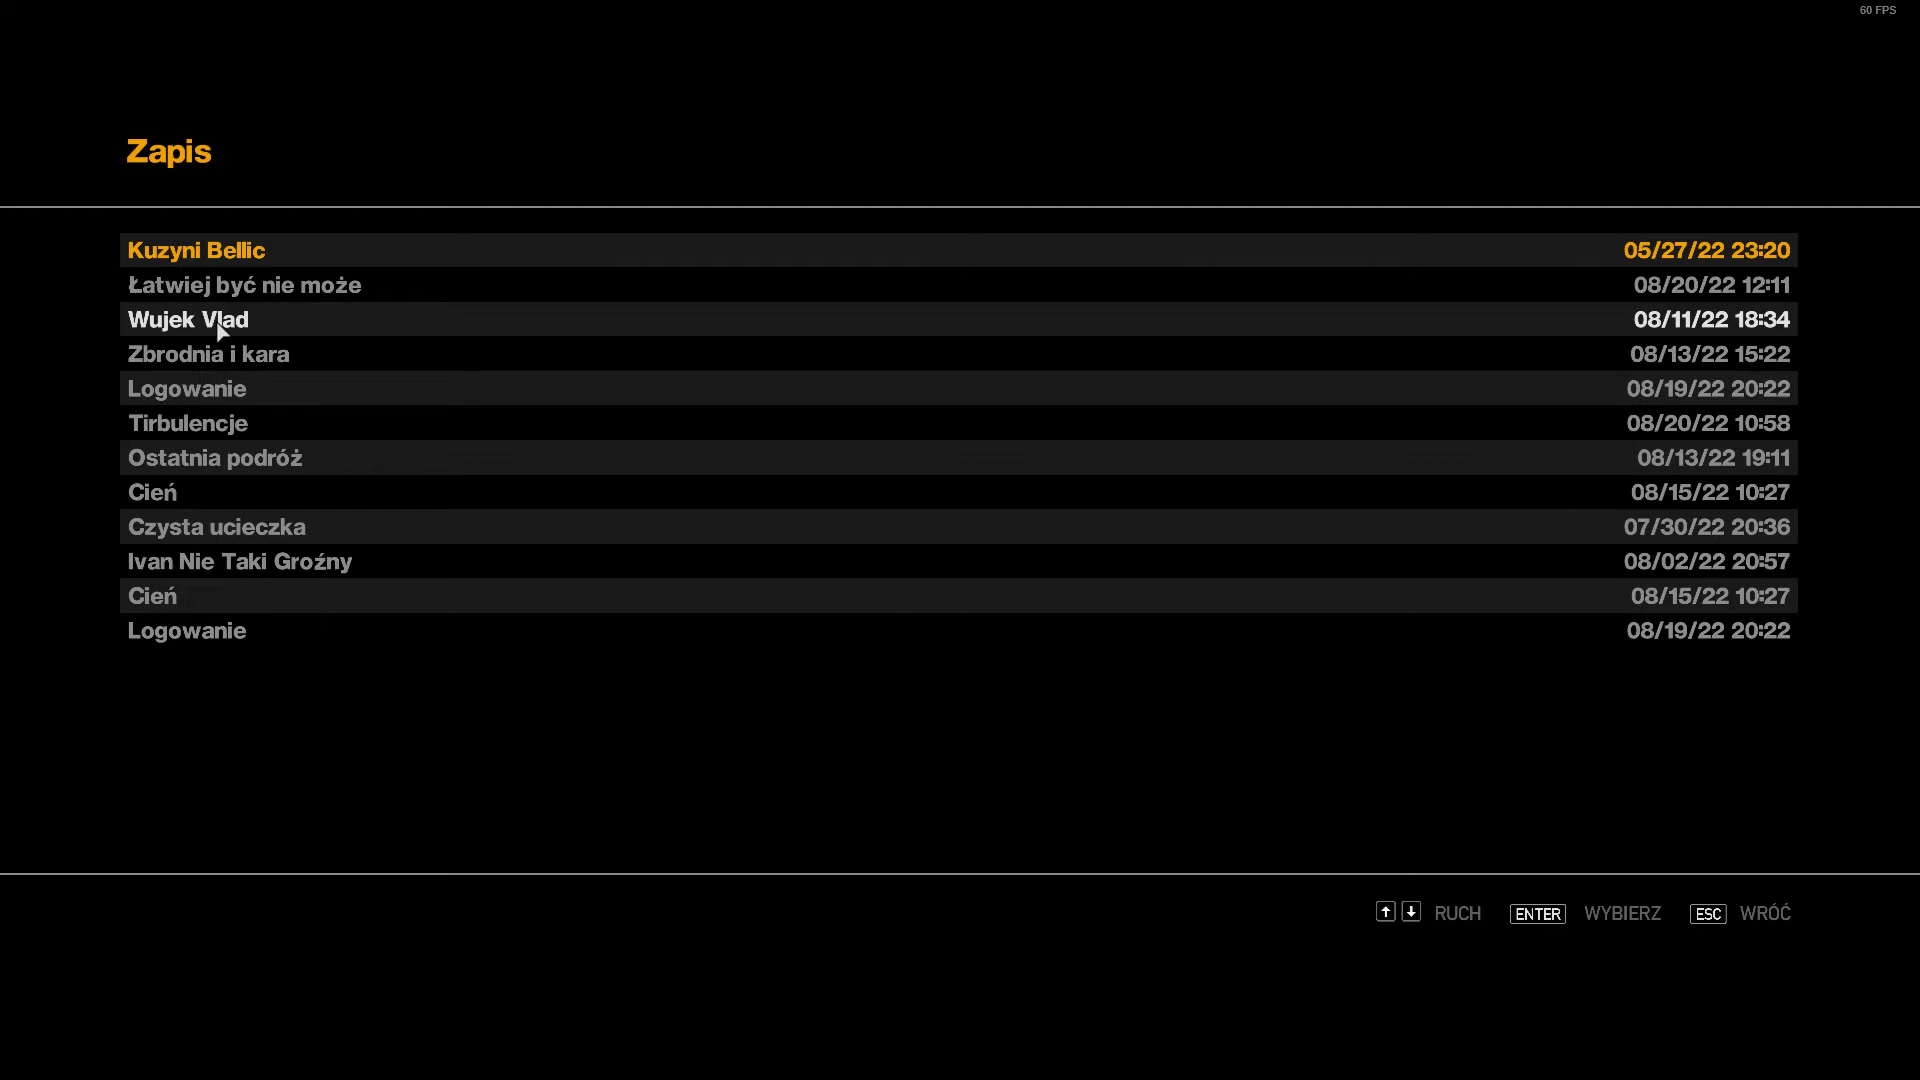 60 FPS
Zapis
Kuzyni Bellic 05/27/22 23:20
Łatwiej być nie może 08/20/22 12:11
Wujek Vlad 08/11/22 18:34
Zbrodnia i kara 08/13/22 15:22
Logowanie 08/19/22 20:22
Tirbulencje 08/20/22 10:58
Ostatnia podróż 08/13/22 19:11
Cień 08/15/22 10:27
Czysta ucieczka 07/30/22 20:36
Ivan Nie Taki Groźny 08/02/22 20:57
Cień 08/15/22 10:27
Logowanie 08/19/22 20:22
RUCH ENTER WYBIERZ ESC WRÓĆ